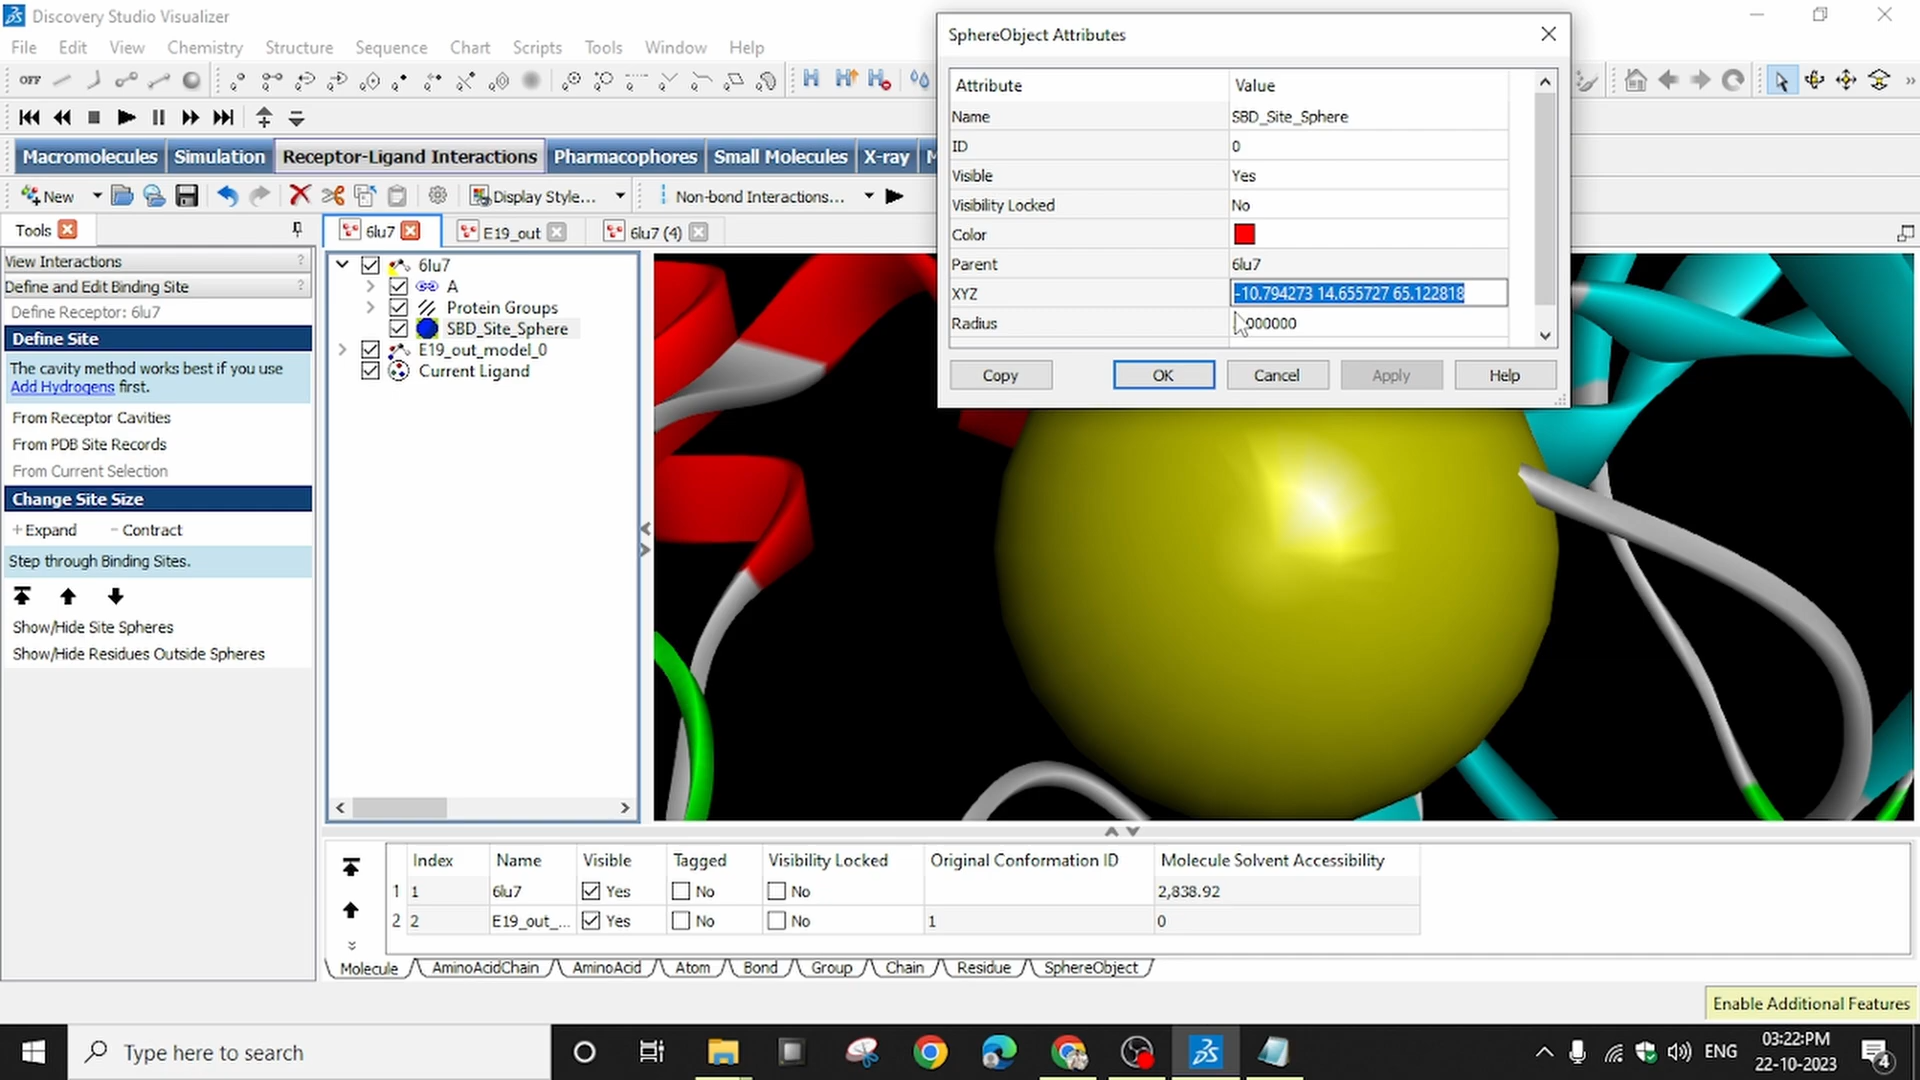 Discovery Studio Visualizer
File Edit View Chemistry Structure Sequence Chart Scripts Tools Window Help
OFF
Macromolecules Simulation Receptor-Ligand Interactions Pharmacophores Small Molecules X-ray M
New Display Style... Non-bond Interactions...
Tools
View Interactions ?
Define and Edit Binding Site ?
Define Receptor: 6lu7
Define Site
The cavity method works best if you use
Add Hydrogens first.
From Receptor Cavities
From PDB Site Records
From Current Selection
Change Site Size
+ Expand - Contract
Step through Binding Sites.
Show/Hide Site Spheres
Show/Hide Residues Outside Spheres
6lu7 E19_out 6lu7 (4)
6lu7
A
Protein Groups
SBD_Site_Sphere
E19_out_model_0
Current Ligand
SphereObject Attributes
Attribute Value
Name SBD_Site_Sphere
ID 0
Visible Yes
Visibility Locked No
Color
Parent 6lu7
XYZ -10.794273 14.655727 65.122818
Radius 000000
Copy OK Cancel Apply Help
Index Name Visible Tagged Visibility Locked Original Conformation ID Molecule Solvent Accessibility
1 1 6lu7 Yes No No 2,838.92
2 2 E19_out_... Yes No No 1 0
Molecule AminoAcidChain AminoAcid Atom Bond Group Chain Residue SphereObject
Enable Additional Features
Type here to search
ENG
03:22:PM
22-10-2023
4